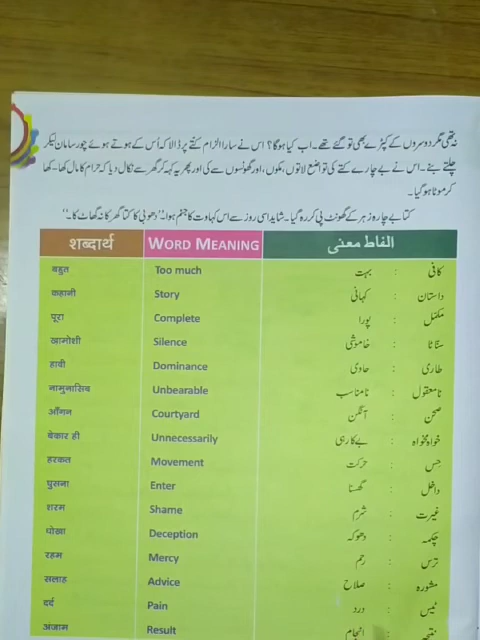 نہ تھی مگر دوسروں کے کپڑے بھی تو گئے تھے۔ اب کیا ہوگا؟ اس نے سارا الزام کتے پر ڈالا کہ اُس کے ہوتے ہوئے چور سامان لیکر
چلتے بنے۔ اس نے بے چارے کتے کی تواضع لاتوں، مکوں، اور گھونسوں سے کی اور پھر یہ کہہ کر گھر سے نکال دیا کہ حرام کا مال کھا۔ کھا
کر موٹا ہو گیا۔
کتا بے چارہ زہر کے گھونٹ پی کر رہ گیا۔ شاید اسی روز سے اس کہاوت کا جنم ہوا۔ ’’دھوبی کا کتا گھر کا نہ گھاٹ کا۔‘‘
शब्दार्थ WORD MEANING الفاظ معنی
बहुत Too much کافی : بہت
कहानी Story داستان : کہانی
पूरा Complete مکمل : پورا
खामोशी Silence سنّاٹا : خاموشی
हावी Dominance طاری : حاوی
नामुनासिब Unbearable نامعقول : نامناسب
आँगन Courtyard صحن : آنگن
बेकार ही Unnecessarily خواہ مخواہ : بے کار ہی
हरकत Movement جس : حرکت
घुसना Enter داخل : گھسنا
शरम Shame غیرت : شرم
धोखा Deception چکمہ : دھوکہ
रहम Mercy ترس : رحم
सलाह Advice مشورہ : صلاح
दर्द Pain ٹیس : درد
अंजाम Result : انجام